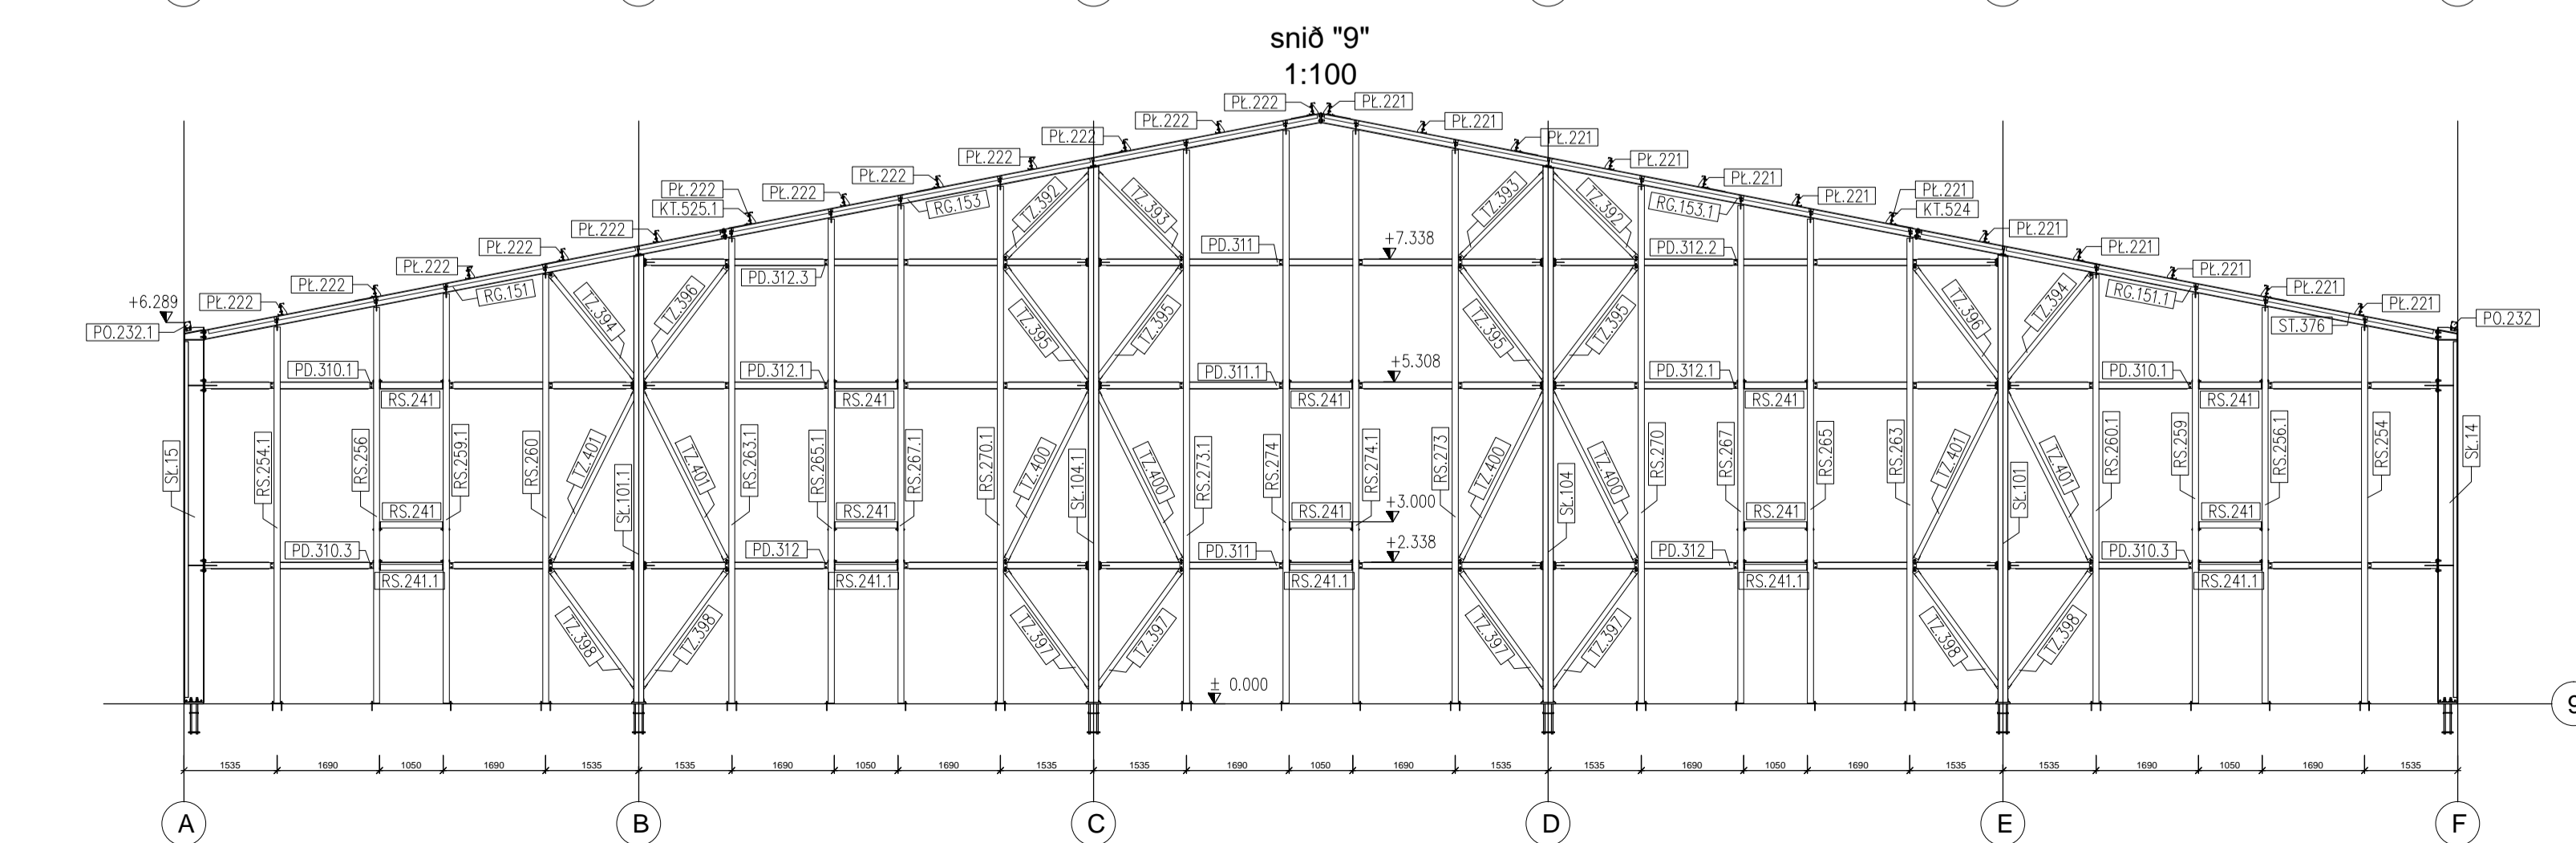 snið "9"
1:100
PŁ.222 PŁ.221
PŁ.222 PŁ.221
PŁ.222 PŁ.221
PŁ.222 PŁ.221
PŁ.222 PŁ.221
PŁ.222 PŁ.222 PŁ.221 PŁ.221
KT.525.1 RG.153 TZ.392 TZ.393 TZ.393 TZ.392 RG.153.1 KT.524
PŁ.222 PŁ.221
PŁ.222 PD.311 +7.338 PD.312.2 PŁ.221
PŁ.222 PD.312.3 PŁ.221
PŁ.222 RG.151 TZ.394 TZ.396 TZ.396 TZ.394 RG.151.1 PŁ.221
+6.289 PŁ.222 PŁ.221
PO.232.1 TZ.395 TZ.395 TZ.395 TZ.395 ST.376 PO.232
PD.310.1 PD.312.1 PD.311.1 +5.308 PD.312.1 PD.310.1
RS.241 RS.241 RS.241 RS.241 RS.241
SŁ.15 RS.254.1 RS.256 RS.259.1 RS.260 TZ.401 SŁ.101.1 TZ.401 RS.263.1 RS.265.1 RS.267.1 RS.270.1 TZ.400 SŁ.104.1 TZ.400 RS.273.1 RS.274 RS.274.1 RS.273 TZ.400 SŁ.104 TZ.400 RS.270 RS.267 RS.265 RS.263 TZ.401 SŁ.101 TZ.401 RS.260.1 RS.259 RS.256.1 RS.254 SŁ.14
RS.241 RS.241 RS.241 +3.000 RS.241 RS.241
PD.310.3 PD.312 PD.311 +2.338 PD.312 PD.310.3
RS.241.1 RS.241.1 RS.241.1 RS.241.1 RS.241.1
TZ.398 TZ.398 TZ.397 TZ.397 TZ.397 TZ.397 TZ.398 TZ.398
± 0.000
9
1535 1690 1050 1690 1535 1535 1690 1050 1690 1535 1535 1690 1050 1690 1535 1535 1690 1050 1690 1535 1535 1690 1050 1690 1535
A B C D E F